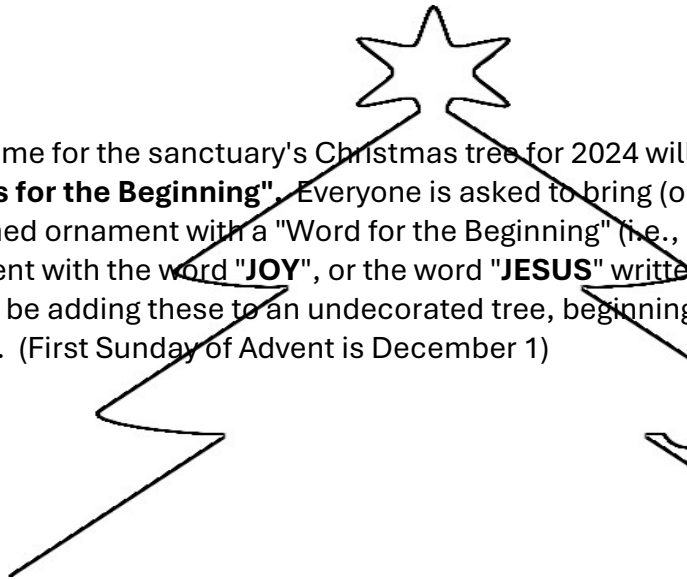 me for the sanctuary's Christmas tree for 2024 will
s for the Beginning". Everyone is asked to bring (o
ned ornament with a "Word for the Beginning" (i.e.,
ent with the word "JOY", or the word "JESUS" writte
be adding these to an undecorated tree, beginning
. (First Sunday of Advent is December 1)